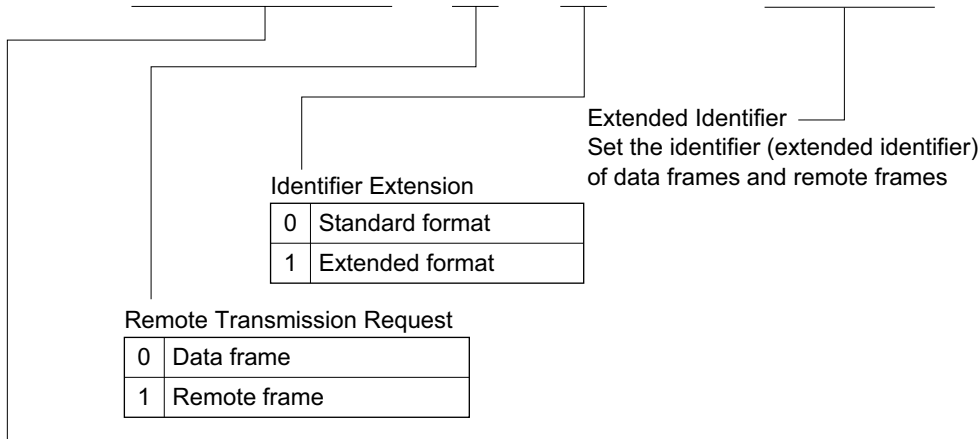 Extended Identifier
Set the identifier (extended identifier)
of data frames and remote frames
Identifier Extension
0 Standard format
1 Extended format
Remote Transmission Request
0 Data frame
1 Remote frame